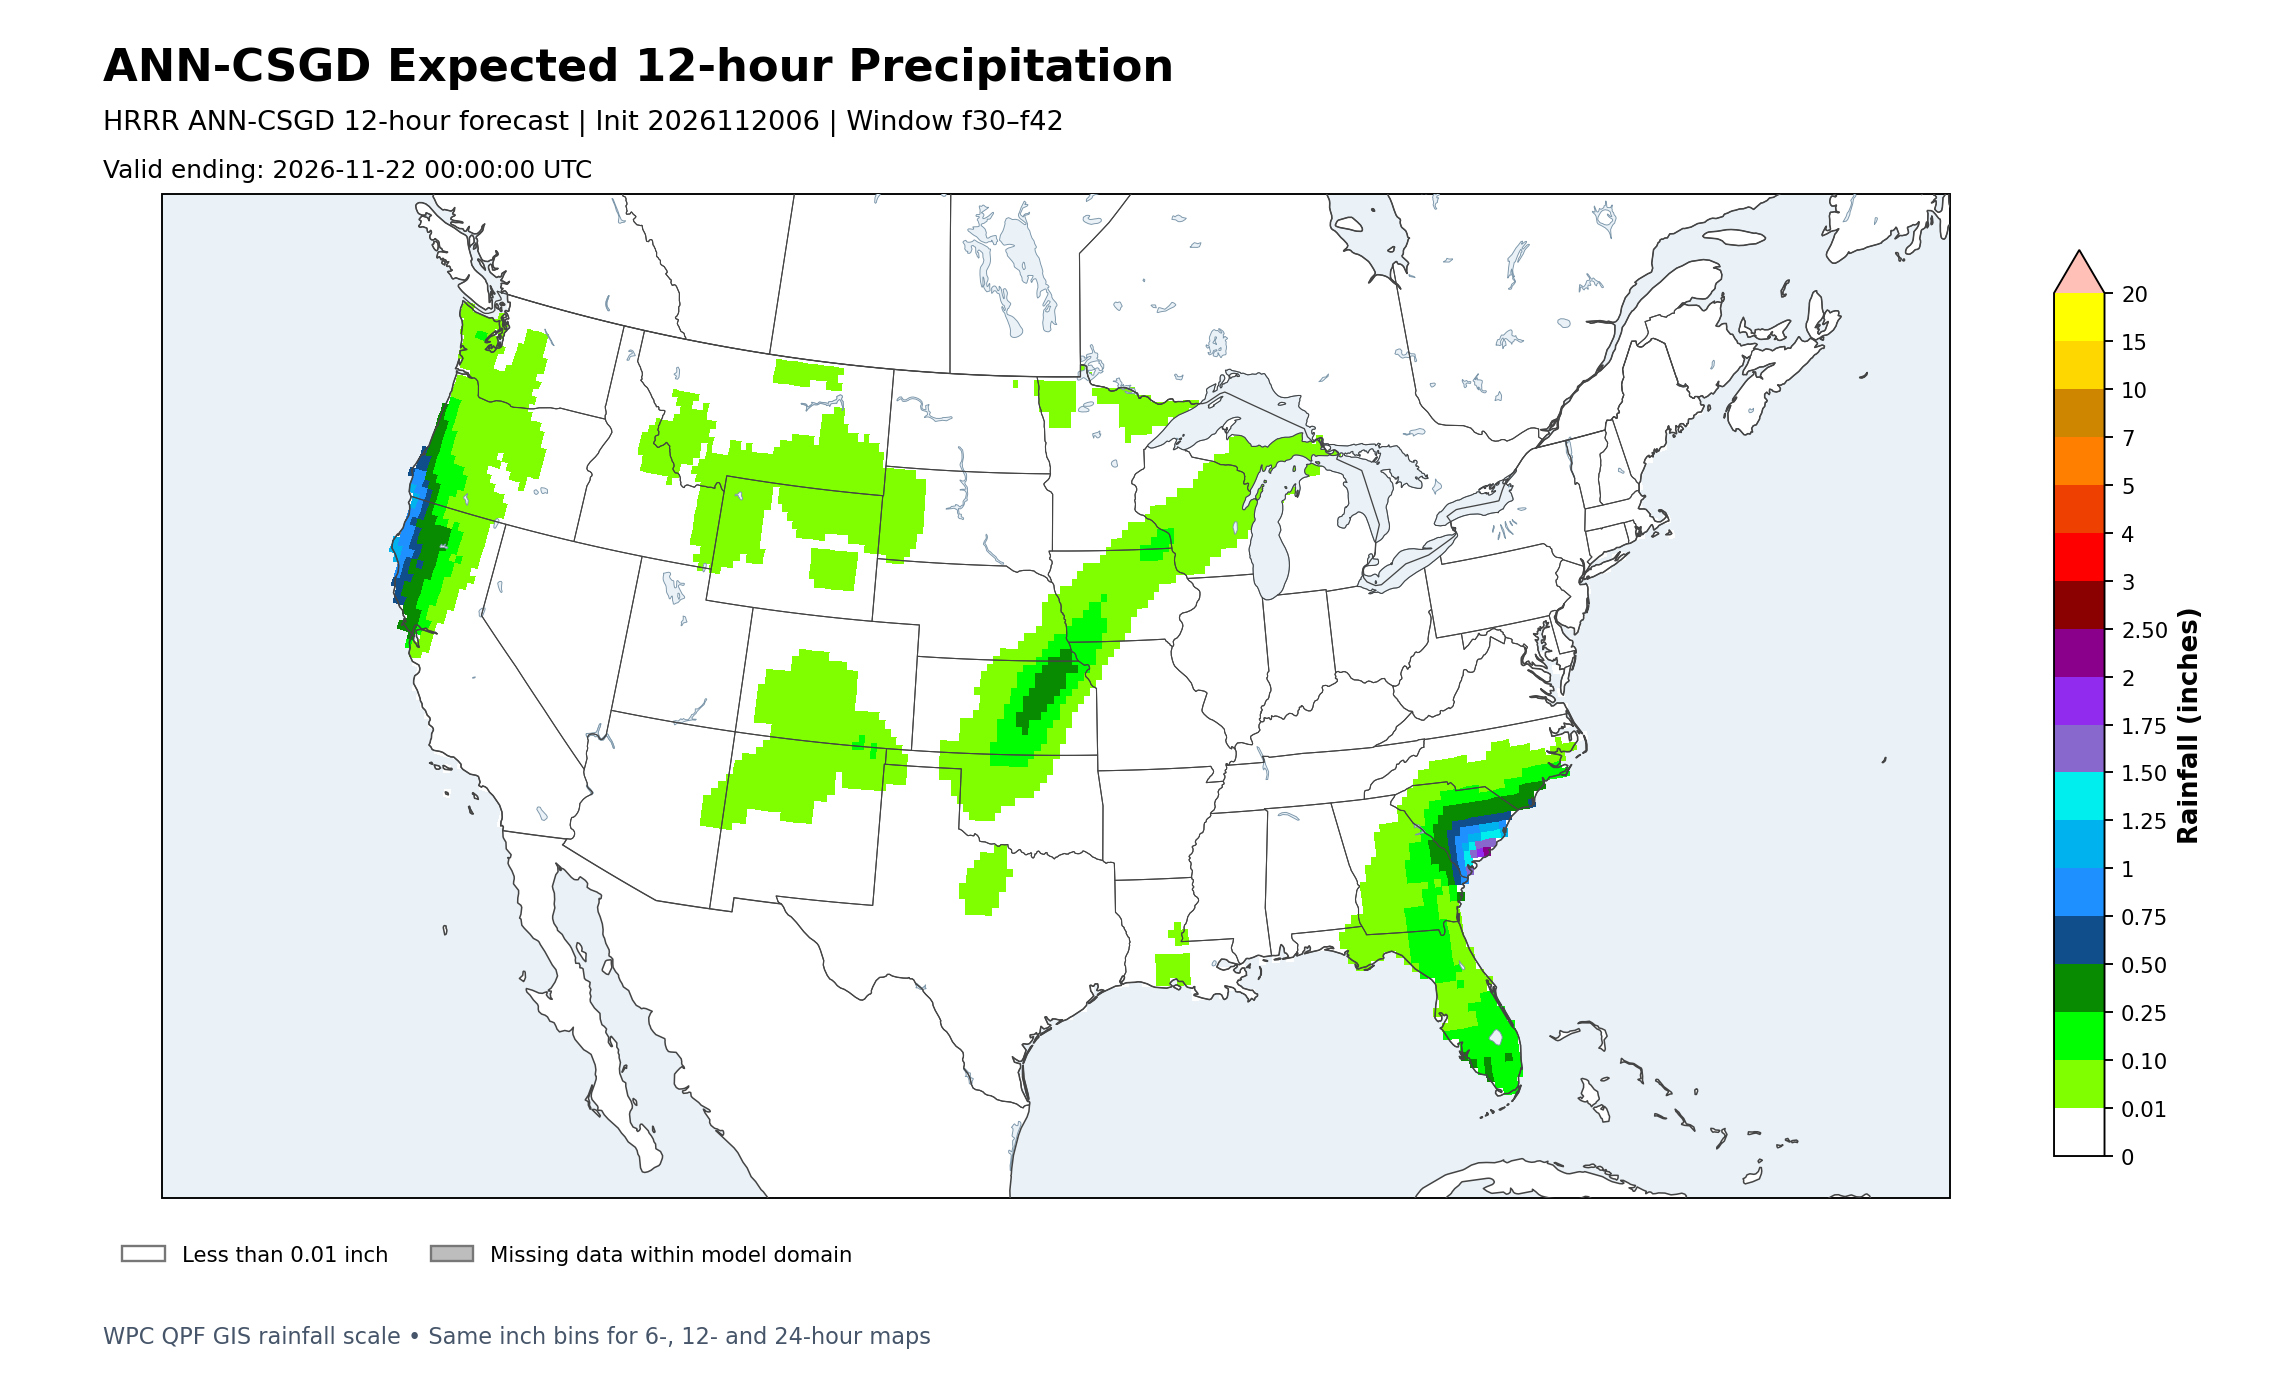 ANN-CSGD Expected 12-hour Precipitation
HRRR ANN-CSGD 12-hour forecast | Init 2026112006 | Window f30–f42
Valid ending: 2026-11-22 00:00:00 UTC
20
15
10
7
5
4
3
2.50
2
1.75
1.50
1.25
1
0.75
0.50
0.25
0.10
0.01
0
Rainfall (inches)
Less than 0.01 inch
Missing data within model domain
WPC QPF GIS rainfall scale • Same inch bins for 6-, 12- and 24-hour maps